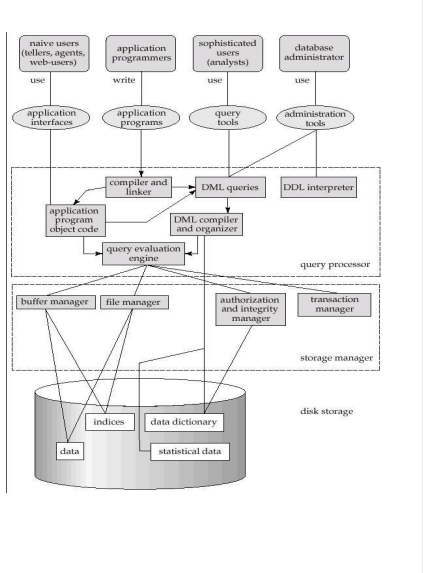 naive users
(tellers, agents,
web-users)
application
programmers
sophisticated
users
(analysts)
database
administrator
use
write
use
use
application
interfaces
application
programs
query
tools
administration
tools
compiler and
linker
DML queries
DDL interpreter
application
program
object code
DML compiler
and organizer
query evaluation
engine
query processor
buffer manager
file manager
authorization
and integrity
manager
transaction
manager
storage manager
disk storage
indices
data dictionary
data
statistical data